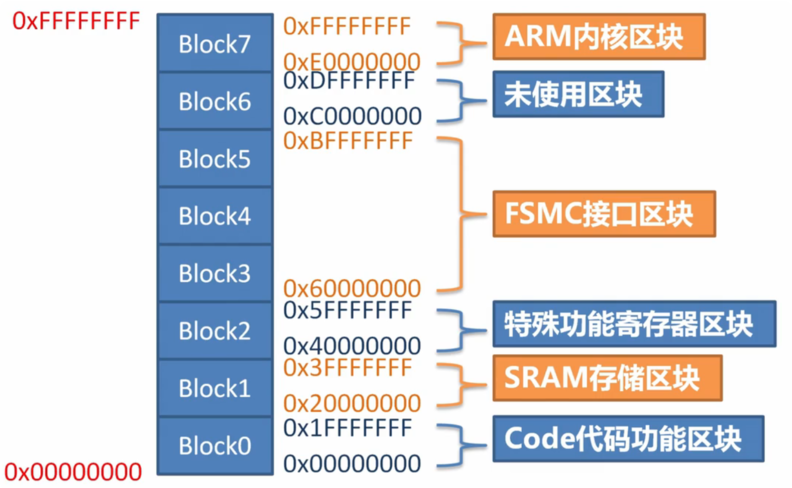 0xFFFFFFFF
Block7
0xFFFFFFFF
0xE0000000
ARM内核区块
Block6
0xDFFFFFFF
0xC0000000
未使用区块
Block5
Block4
Block3
0xBFFFFFFF
0x60000000
FSMC接口区块
Block2
0x5FFFFFFF
0x40000000
特殊功能寄存器区块
Block1
0x3FFFFFFF
0x20000000
SRAM存储区块
Block0
0x1FFFFFFF
0x00000000
Code代码功能区块
0x00000000